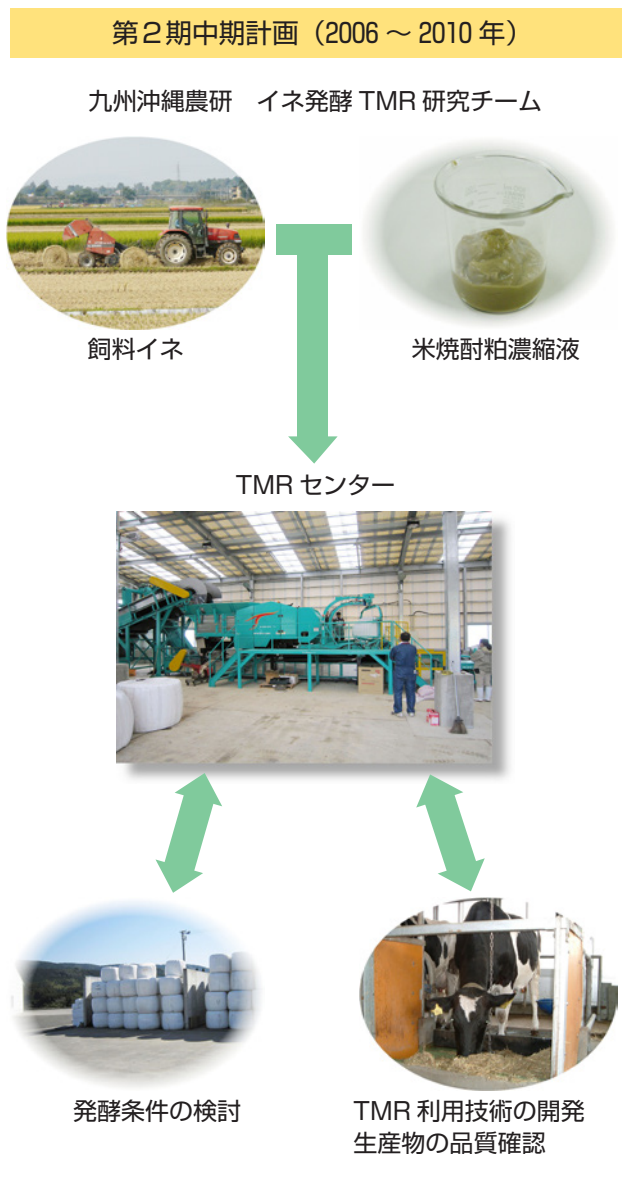 第2期中期計画（2006 ～ 2010 年）
九州沖縄農研　イネ発酵 TMR 研究チーム
飼料イネ
米焼酎粕濃縮液
TMR センター
発酵条件の検討
TMR 利用技術の開発
生産物の品質確認